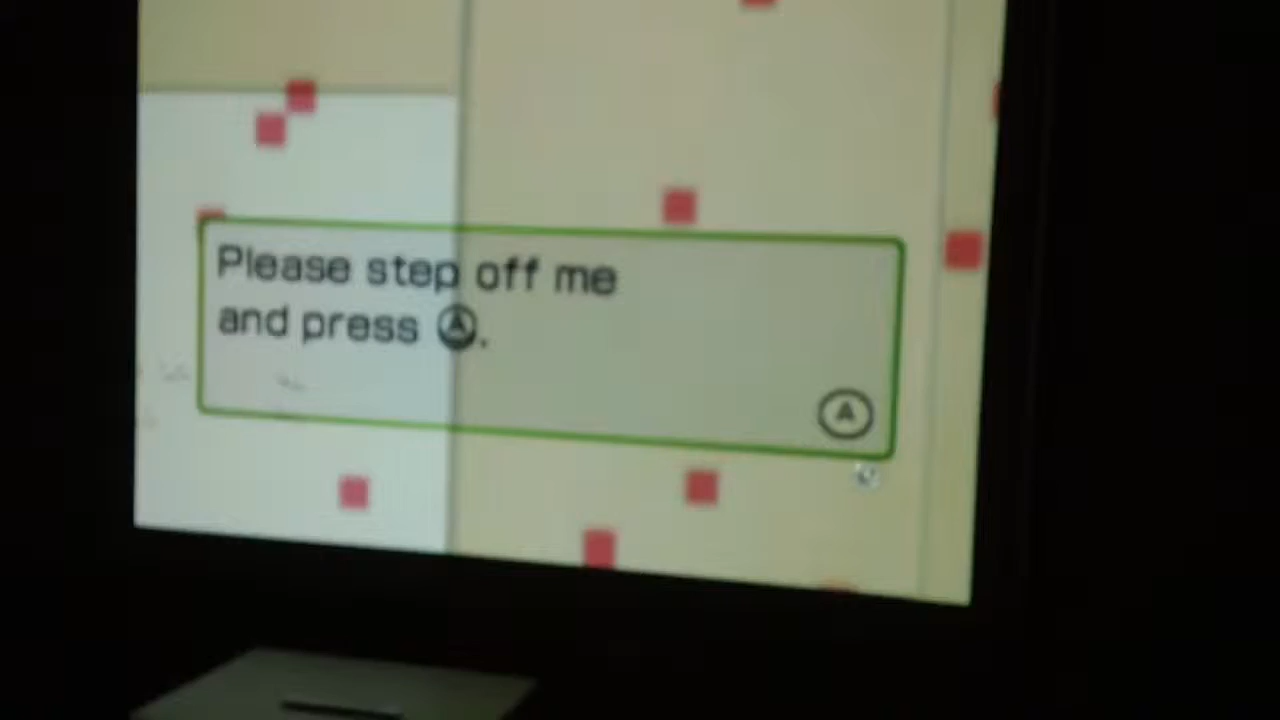 Please step off me
and press Ⓐ.
Ⓐ